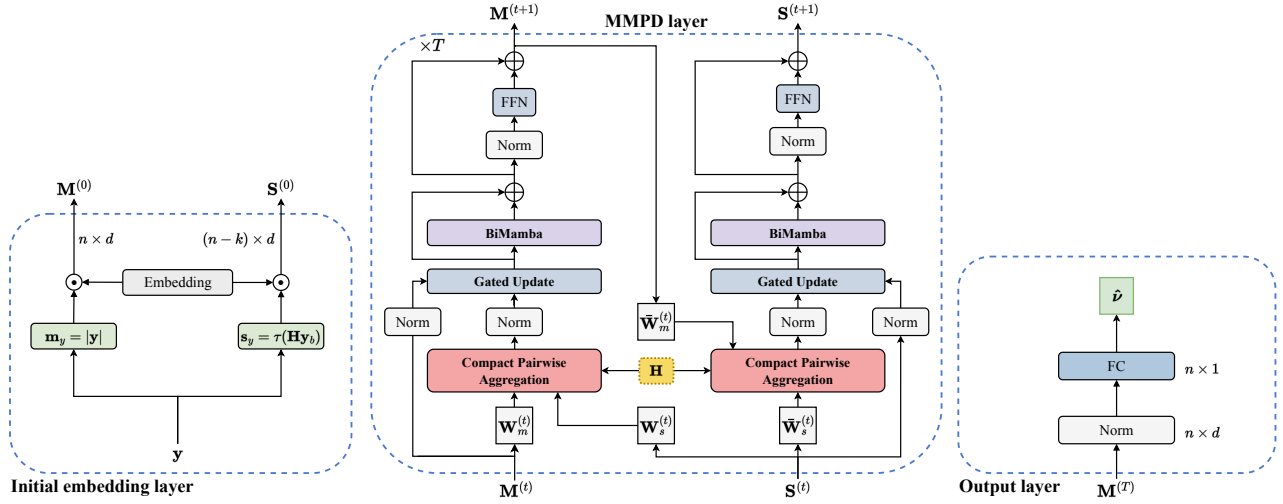 M^{(0)}
S^{(0)}
n × d
(n − k) × d
Embedding
m_y = |y|
s_y = τ(Hy_b)
y
Initial embedding layer
M^{(t+1)}
MMPD layer
S^{(t+1)}
×T
FFN
FFN
Norm
Norm
BiMamba
BiMamba
Gated Update
Gated Update
Norm
Norm
W̄_m^{(t)}
Norm
Norm
Compact Pairwise
Aggregation
H
Compact Pairwise
Aggregation
W_m^{(t)}
W_s^{(t)}
W̄_s^{(t)}
M^{(t)}
S^{(t)}
ν̂
FC
n × 1
Norm
n × d
Output layer
M^{(T)}